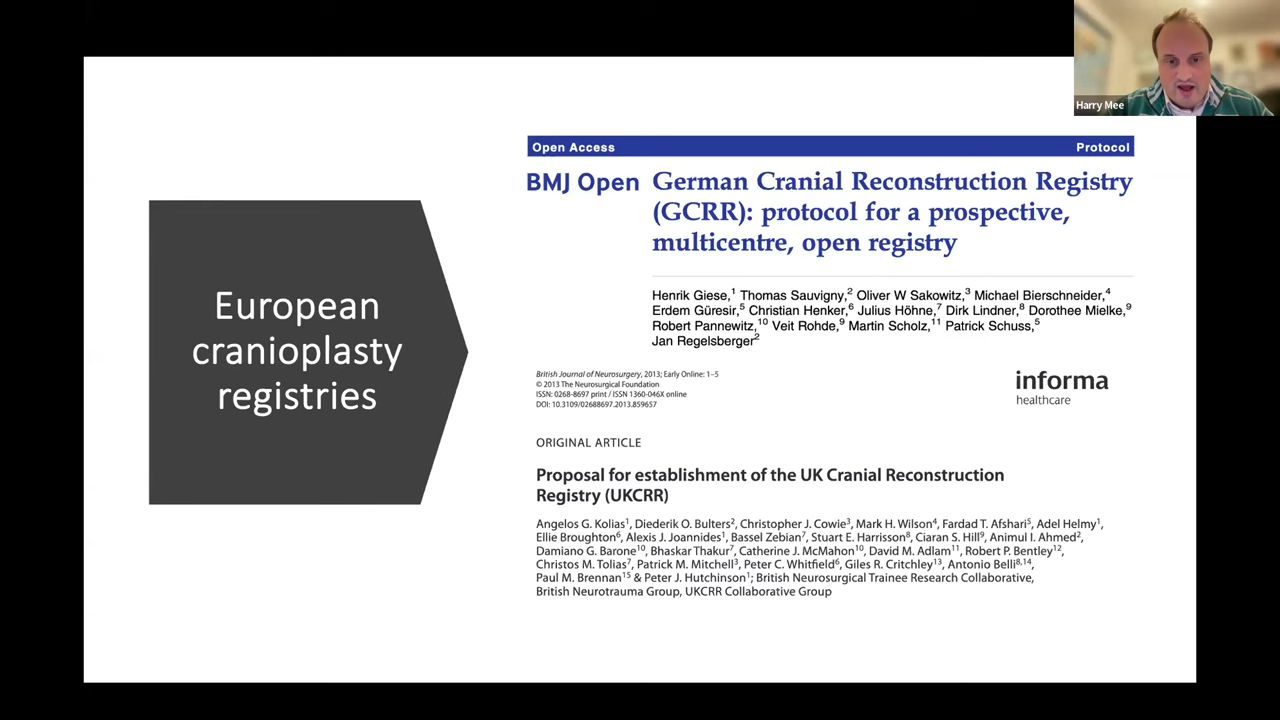 Harry Mee
European
cranioplasty
registries
Open Access Protocol
BMJ Open German Cranial Reconstruction Registry
(GCRR): protocol for a prospective,
multicentre, open registry
Henrik Giese,1 Thomas Sauvigny,2 Oliver W Sakowitz,3 Michael Bierschneider,4
Erdem Güresir,5 Christian Henker,6 Julius Höhne,7 Dirk Lindner,8 Dorothee Mielke,9
Robert Pannewitz,10 Veit Rohde,9 Martin Scholz,11 Patrick Schuss,5
Jan Regelsberger2
British Journal of Neurosurgery, 2013; Early Online: 1–5
© 2013 The Neurosurgical Foundation
ISSN: 0268-8697 print / ISSN 1360-046X online
DOI: 10.3109/02688697.2013.859657
informa
healthcare
ORIGINAL ARTICLE
Proposal for establishment of the UK Cranial Reconstruction
Registry (UKCRR)
Angelos G. Kolias1, Diederik O. Bulters2, Christopher J. Cowie3, Mark H. Wilson4, Fardad T. Afshari5, Adel Helmy1,
Ellie Broughton6, Alexis J. Joannides1, Bassel Zebian7, Stuart E. Harrisson8, Ciaran S. Hill9, Animul I. Ahmed2,
Damiano G. Barone10, Bhaskar Thakur7, Catherine J. McMahon10, David M. Adlam11, Robert P. Bentley12,
Christos M. Tolias7, Patrick M. Mitchell3, Peter C. Whitfield6, Giles R. Critchley13, Antonio Belli8,14,
Paul M. Brennan15 & Peter J. Hutchinson1; British Neurosurgical Trainee Research Collaborative,
British Neurotrauma Group, UKCRR Collaborative Group